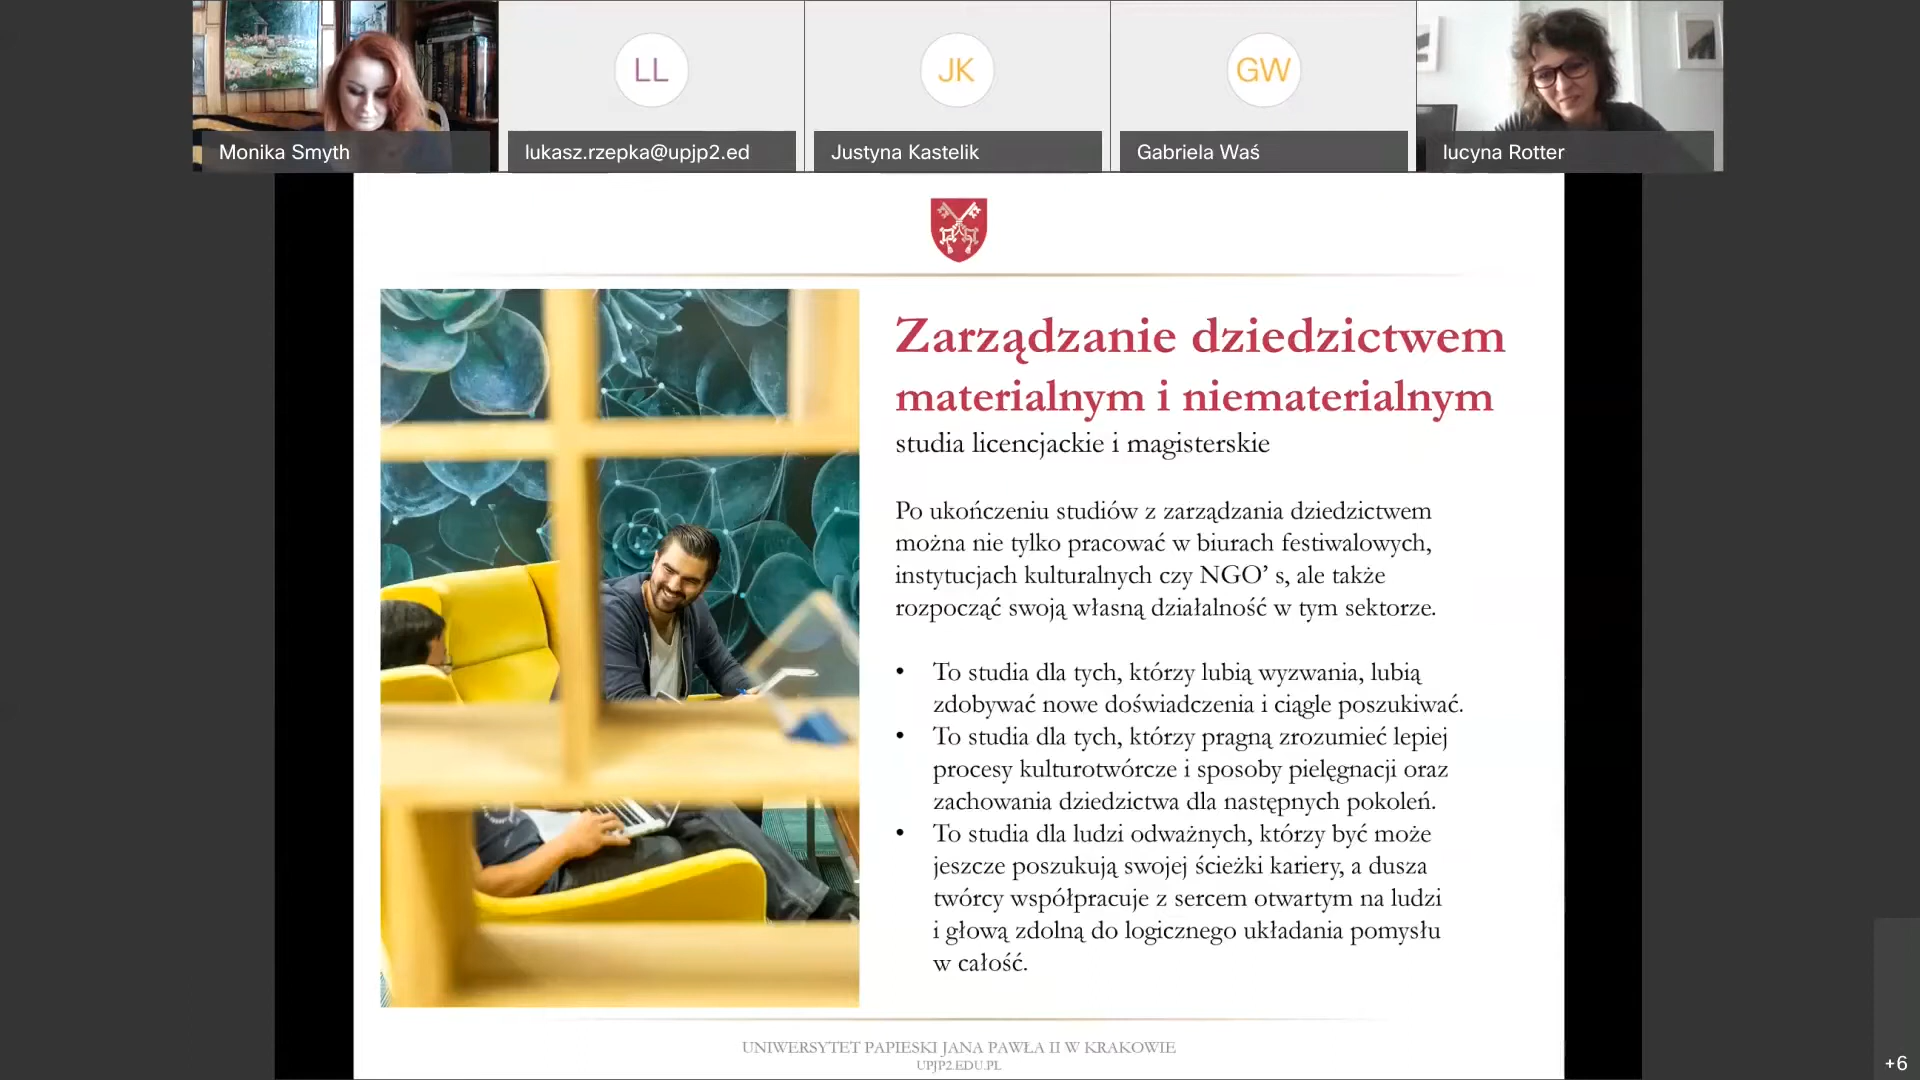 LL
JK
GW
Monika Smyth
lukasz.rzepka@upjp2.ed
Justyna Kastelik
Gabriela Waś
lucyna Rotter
Zarządzanie dziedzictwem
materialnym i niematerialnym
studia licencjackie i magisterskie
Po ukończeniu studiów z zarządzania dziedzictwem
można nie tylko pracować w biurach festiwalowych,
instytucjach kulturalnych czy NGO’ s, ale także
rozpocząć swoją własną działalność w tym sektorze.
• To studia dla tych, którzy lubią wyzwania, lubią
zdobywać nowe doświadczenia i ciągle poszukiwać.
• To studia dla tych, którzy pragną zrozumieć lepiej
procesy kulturotwórcze i sposoby pielęgnacji oraz
zachowania dziedzictwa dla następnych pokoleń.
• To studia dla ludzi odważnych, którzy być może
jeszcze poszukują swojej ścieżki kariery, a dusza
twórcy współpracuje z sercem otwartym na ludzi
i głową zdolną do logicznego układania pomysłu
w całość.
UNIWERSYTET PAPIESKI JANA PAWŁA II W KRAKOWIE
UPJP2.EDU.PL
+6